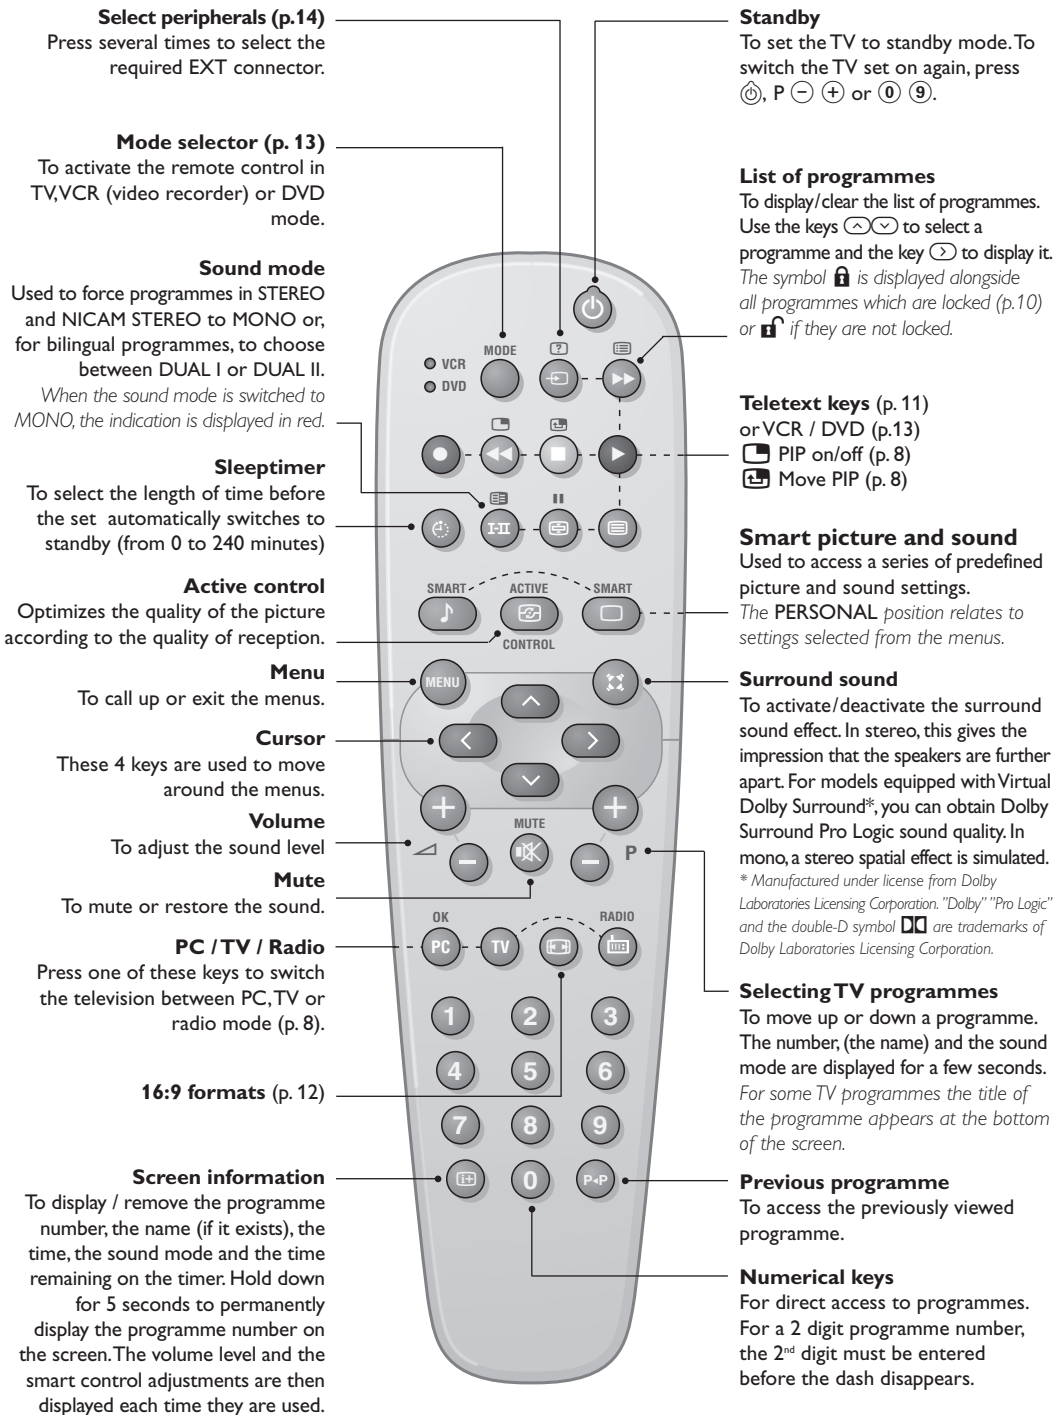 Select peripherals (p.14)
Press several times to select the
required EXT connector.
Mode selector (p. 13)
To activate the remote control in
TV,VCR (video recorder) or DVD
mode.
Sound mode
Used to force programmes in STEREO
and NICAM STEREO to MONO or,
for bilingual programmes, to choose
between DUAL I or DUAL II.
When the sound mode is switched to
MONO, the indication is displayed in red.
Sleeptimer
To select the length of time before
the set automatically switches to
standby (from 0 to 240 minutes)
Active control
Optimizes the quality of the picture
according to the quality of reception.
Menu
To call up or exit the menus.
Cursor
These 4 keys are used to move
around the menus.
Volume
To adjust the sound level
Mute
To mute or restore the sound.
PC / TV / Radio
Press one of these keys to switch
the television between PC, TV or
radio mode (p. 8).
16:9 formats (p. 12)
Screen information
To display / remove the programme
number, the name (if it exists), the
time, the sound mode and the time
remaining on the timer. Hold down
for 5 seconds to permanently
display the programme number on
the screen. The volume level and the
smart control adjustments are then
displayed each time they are used.
MODE
VCR
DVD
I-II
SMART
ACTIVE
SMART
CONTROL
MENU
MUTE
P
OK
RADIO
PC
TV
1
2
3
4
5
6
7
8
9
i+
0
P◂P
Standby
To set the TV to standby mode. To
switch the TV set on again, press
⏻, P - + or 0 9.
List of programmes
To display/clear the list of programmes.
Use the keys ˄ ˅ to select a
programme and the key > to display it.
The symbol 🔒 is displayed alongside
all programmes which are locked (p.10)
or 🔓 if they are not locked.
Teletext keys (p. 11)
or VCR / DVD (p.13)
PIP on/off (p. 8)
Move PIP (p. 8)
Smart picture and sound
Used to access a series of predefined
picture and sound settings.
The PERSONAL position relates to
settings selected from the menus.
Surround sound
To activate/deactivate the surround
sound effect. In stereo, this gives the
impression that the speakers are further
apart. For models equipped with Virtual
Dolby Surround*, you can obtain Dolby
Surround Pro Logic sound quality. In
mono, a stereo spatial effect is simulated.
* Manufactured under license from Dolby
Laboratories Licensing Corporation. "Dolby" "Pro Logic"
and the double-D symbol are trademarks of
Dolby Laboratories Licensing Corporation.
Selecting TV programmes
To move up or down a programme.
The number, (the name) and the sound
mode are displayed for a few seconds.
For some TV programmes the title of
the programme appears at the bottom
of the screen.
Previous programme
To access the previously viewed
programme.
Numerical keys
For direct access to programmes.
For a 2 digit programme number,
the 2nd digit must be entered
before the dash disappears.